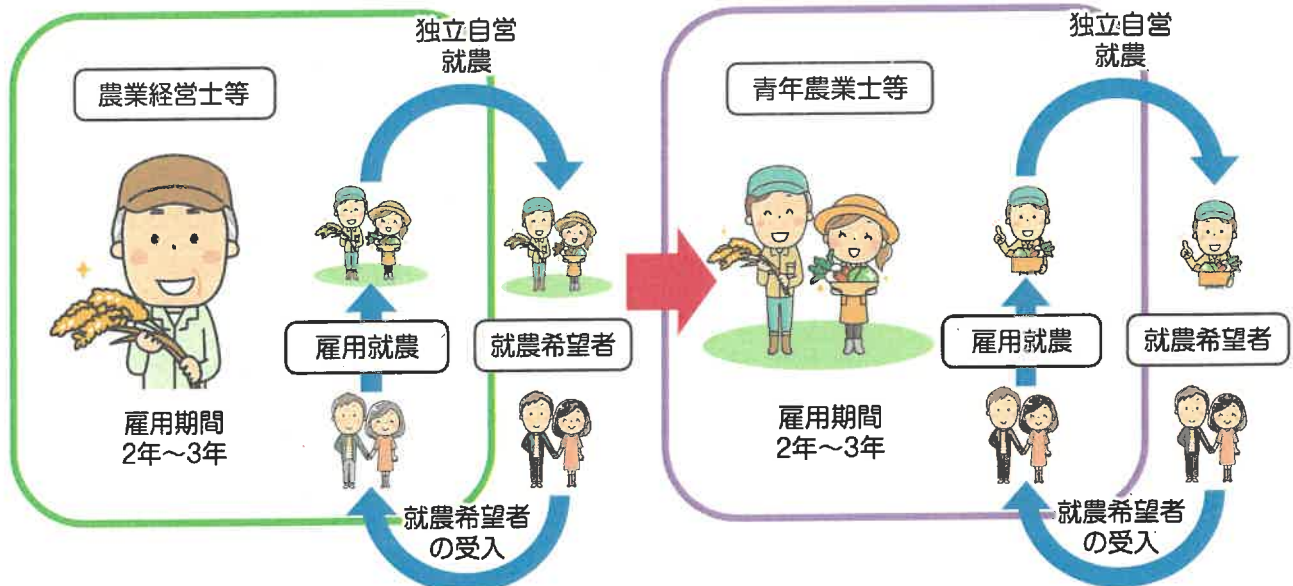 独立自営
就農
農業経営士等
雇用就農
就農希望者
雇用期間
2年～3年
就農希望者
の受入
独立自営
就農
青年農業士等
雇用就農
就農希望者
雇用期間
2年～3年
就農希望者
の受入